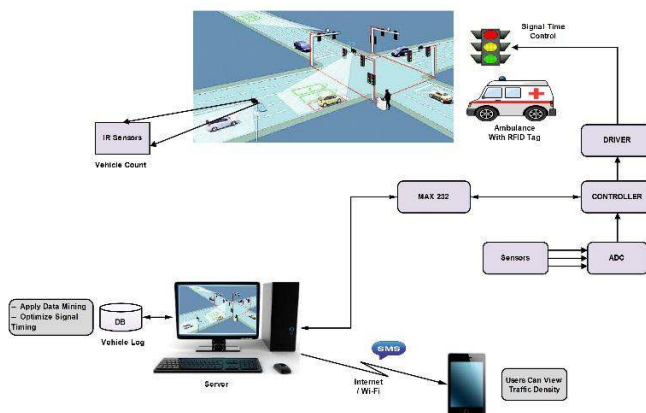 Signal Time
Control
IR Sensors
Vehicle Count
Ambulance
With RFID Tag
DRIVER
MAX 232
CONTROLLER
Sensors
ADC
– Apply Data Mining
– Optimize Signal
Timing
DB
Vehicle Log
Server
SMS
Internet
/ Wi-Fi
Users Can View
Traffic Density